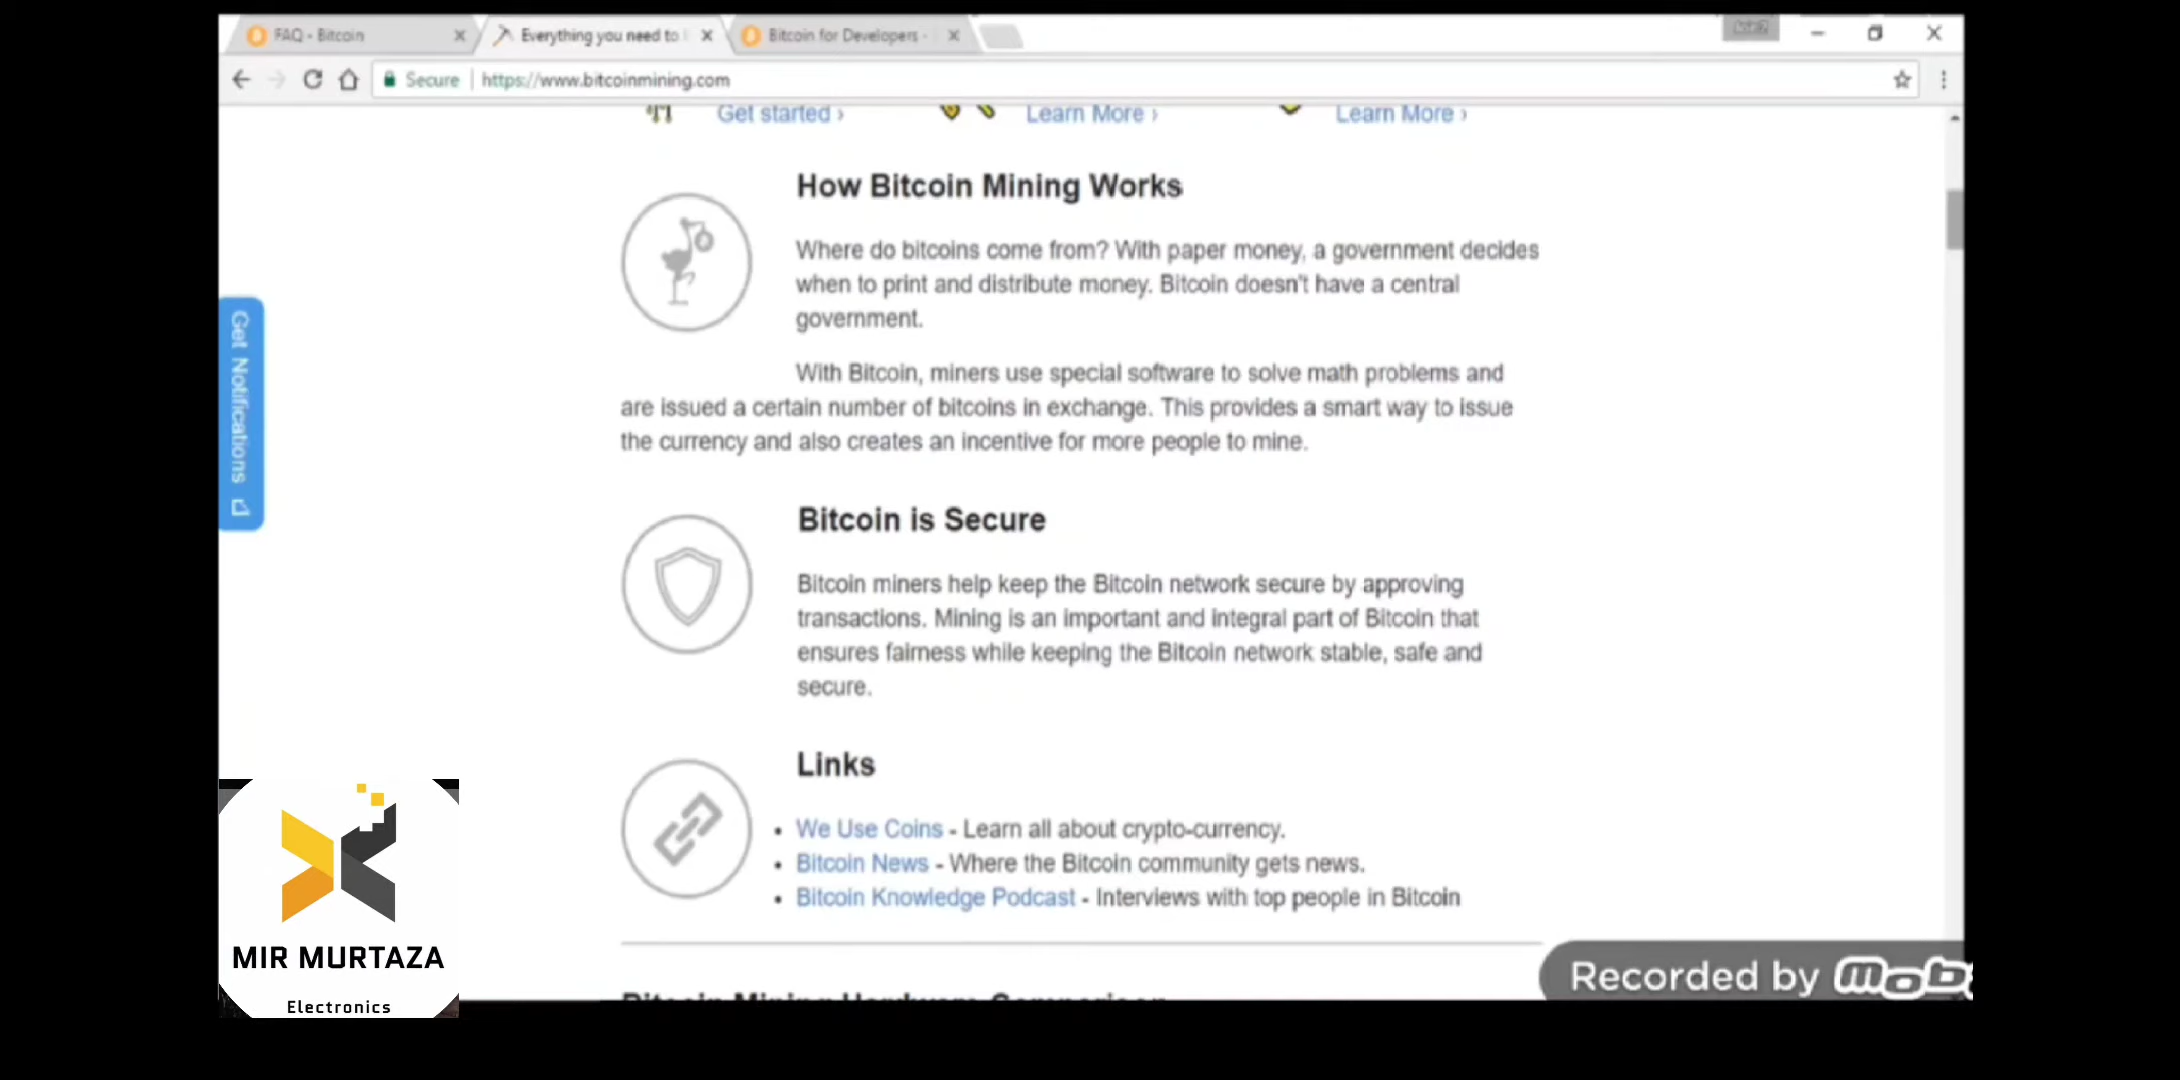 FAQ - Bitcoin
Everything you need to
Bitcoin for Developers -
Secure
https://www.bitcoinmining.com
Get started ›
Learn More ›
Learn More ›
How Bitcoin Mining Works
Where do bitcoins come from? With paper money, a government decides
when to print and distribute money. Bitcoin doesn't have a central
government.
With Bitcoin, miners use special software to solve math problems and
are issued a certain number of bitcoins in exchange. This provides a smart way to issue
the currency and also creates an incentive for more people to mine.
Get Notifications
Bitcoin is Secure
Bitcoin miners help keep the Bitcoin network secure by approving
transactions. Mining is an important and integral part of Bitcoin that
ensures fairness while keeping the Bitcoin network stable, safe and
secure.
Links
• We Use Coins - Learn all about crypto-currency.
• Bitcoin News - Where the Bitcoin community gets news.
• Bitcoin Knowledge Podcast - Interviews with top people in Bitcoin
MIR MURTAZA
Electronics
Recorded by mob
Bitcoin Mining Hardware Comparison